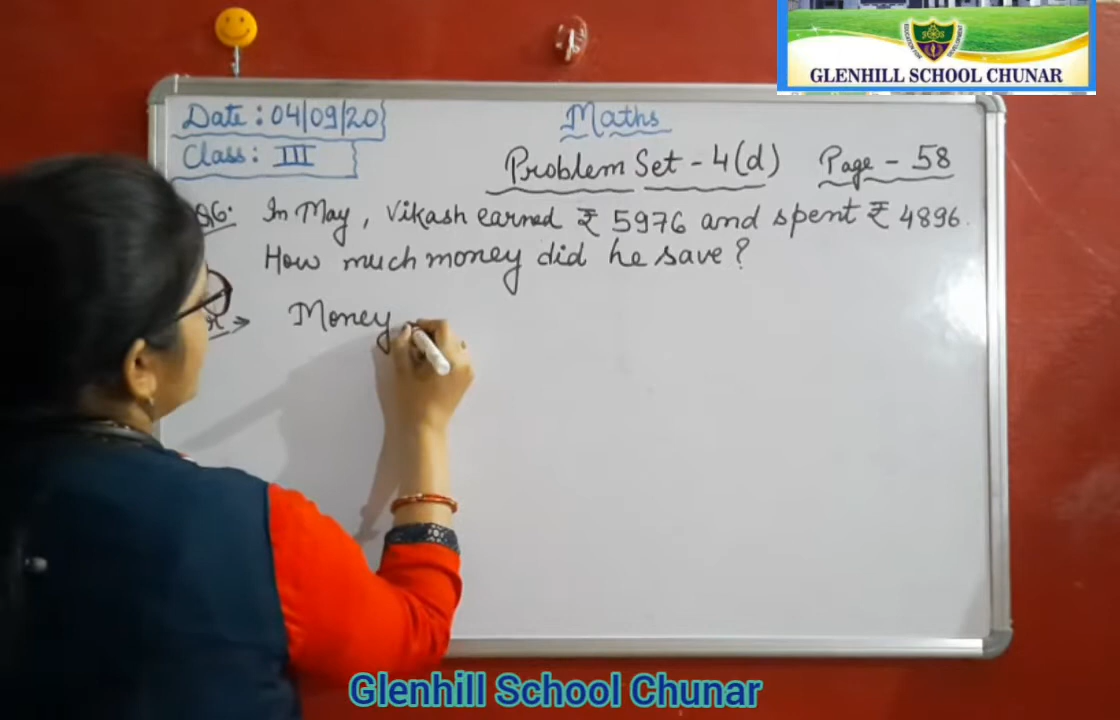 GLENHILL SCHOOL CHUNAR
Date: 04/09/20
Maths
Class: III
Problem Set - 4(d) Page - 58
Q6. In May, Vikash earned ₹ 5976 and spent ₹ 4896.
How much money did he save?
Money
Glenhill School Chunar